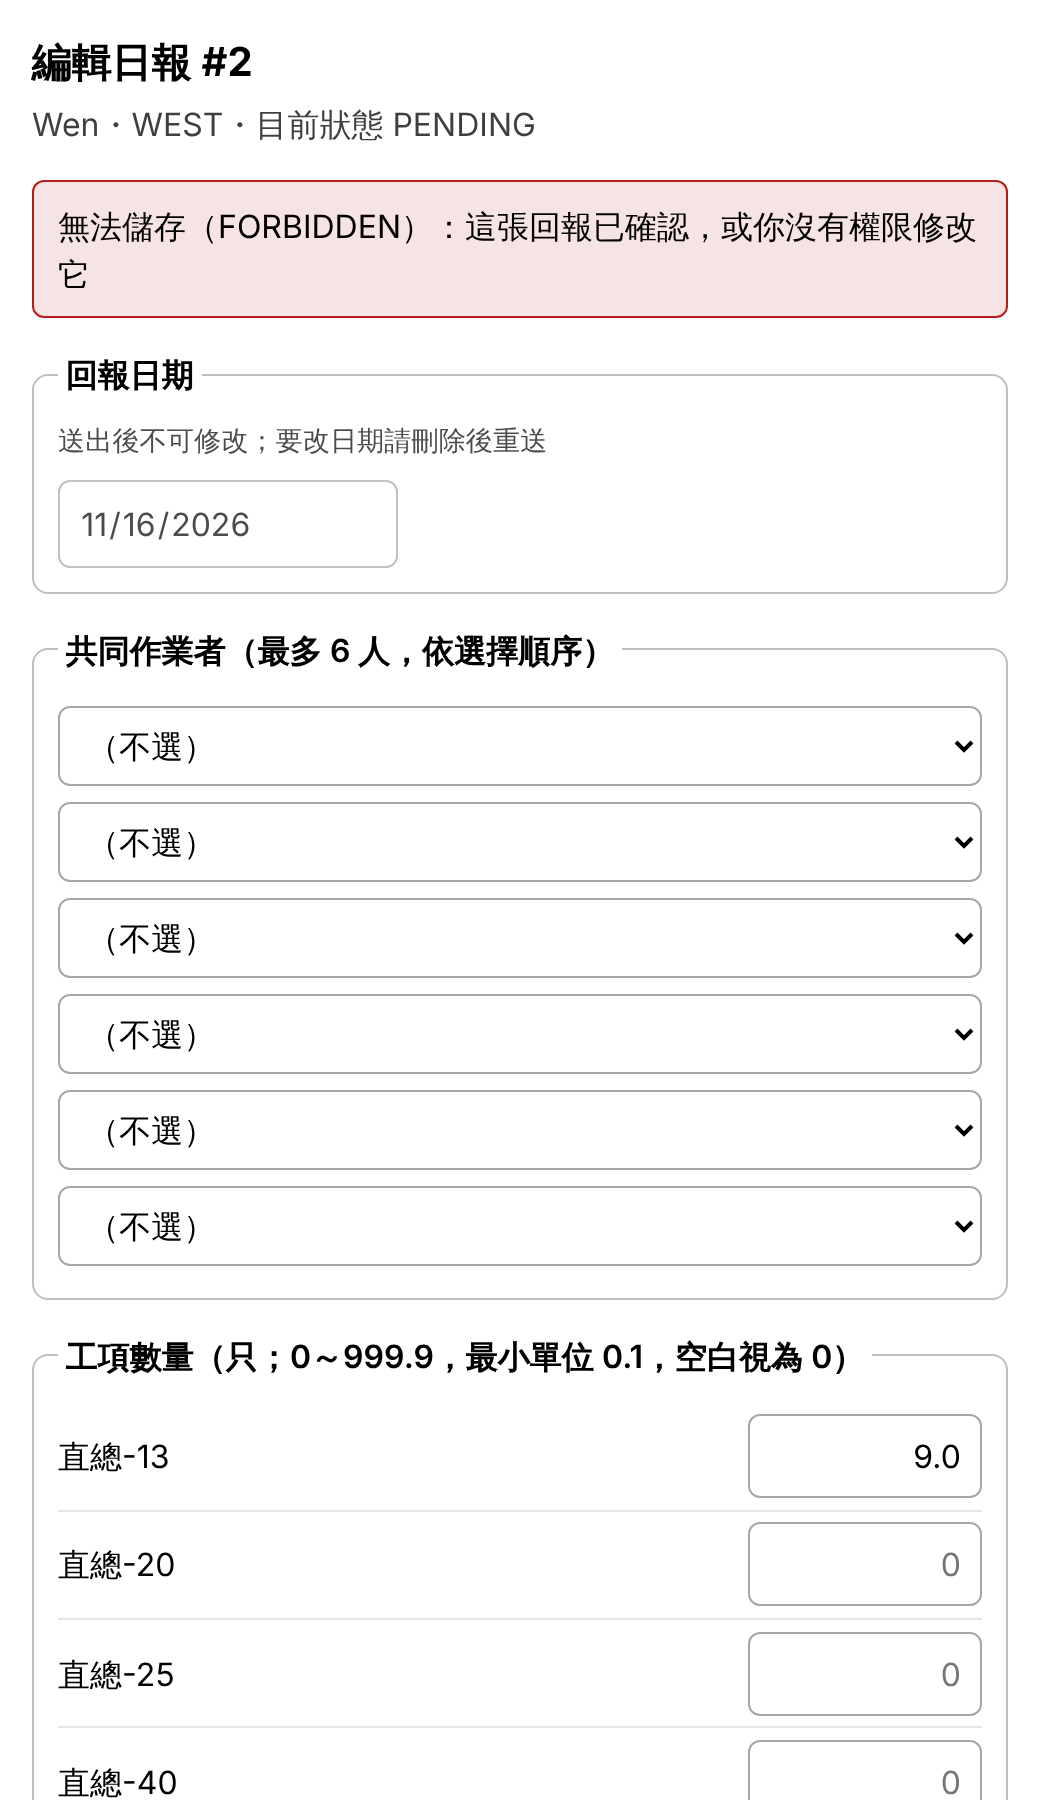 編輯日報 #2
Wen・WEST・目前狀態 PENDING
無法儲存（FORBIDDEN）：這張回報已確認，或你沒有權限修改
它
回報日期
送出後不可修改；要改日期請刪除後重送
11/16/2026
共同作業者（最多 6 人，依選擇順序）
（不選）
（不選）
（不選）
（不選）
（不選）
（不選）
工項數量（只；0～999.9，最小單位 0.1，空白視為 0）
直總-13 9.0
直總-20 0
直總-25 0
直總-40 0